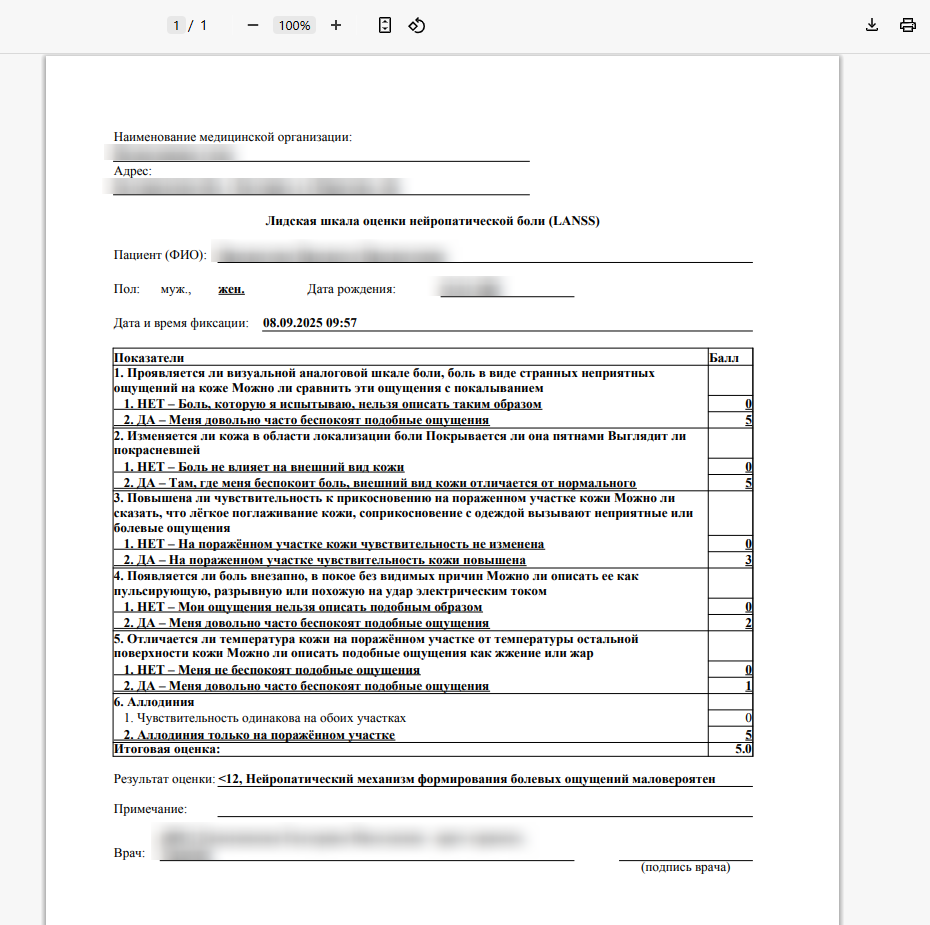 1 / 1
100%
Наименование медицинской организации:
Адрес:
Лидская шкала оценки нейропатической боли (LANSS)
Пациент (ФИО):
Пол: муж., жен. Дата рождения:
Дата и время фиксации: 08.09.2025 09:57
Показатели Балл
1. Проявляется ли визуальной аналоговой шкале боли, боль в виде странных неприятных
ощущений на коже Можно ли сравнить эти ощущения с покалыванием
1. НЕТ – Боль, которую я испытываю, нельзя описать таким образом 0
2. ДА – Меня довольно часто беспокоят подобные ощущения 5
2. Изменяется ли кожа в области локализации боли Покрывается ли она пятнами Выглядит ли
покрасневшей
1. НЕТ – Боль не влияет на внешний вид кожи 0
2. ДА – Там, где меня беспокоит боль, внешний вид кожи отличается от нормального 5
3. Повышена ли чувствительность к прикосновению на пораженном участке кожи Можно ли
сказать, что лёгкое поглаживание кожи, соприкосновение с одеждой вызывают неприятные или
болевые ощущения
1. НЕТ – На поражённом участке кожи чувствительность не изменена 0
2. ДА – На пораженном участке чувствительность кожи повышена 3
4. Появляется ли боль внезапно, в покое без видимых причин Можно ли описать ее как
пульсирующую, разрывную или похожую на удар электрическим током
1. НЕТ – Мои ощущения нельзя описать подобным образом 0
2. ДА – Меня довольно часто беспокоят подобные ощущения 2
5. Отличается ли температура кожи на поражённом участке от температуры остальной
поверхности кожи Можно ли описать подобные ощущения как жжение или жар
1. НЕТ – Меня не беспокоят подобные ощущения 0
2. ДА – Меня довольно часто беспокоят подобные ощущения 1
6. Аллодиния
1. Чувствительность одинакова на обоих участках 0
2. Аллодиния только на поражённом участке 5
Итоговая оценка: 5.0
Результат оценки: <12, Нейропатический механизм формирования болевых ощущений маловероятен
Примечание:
Врач:
(подпись врача)